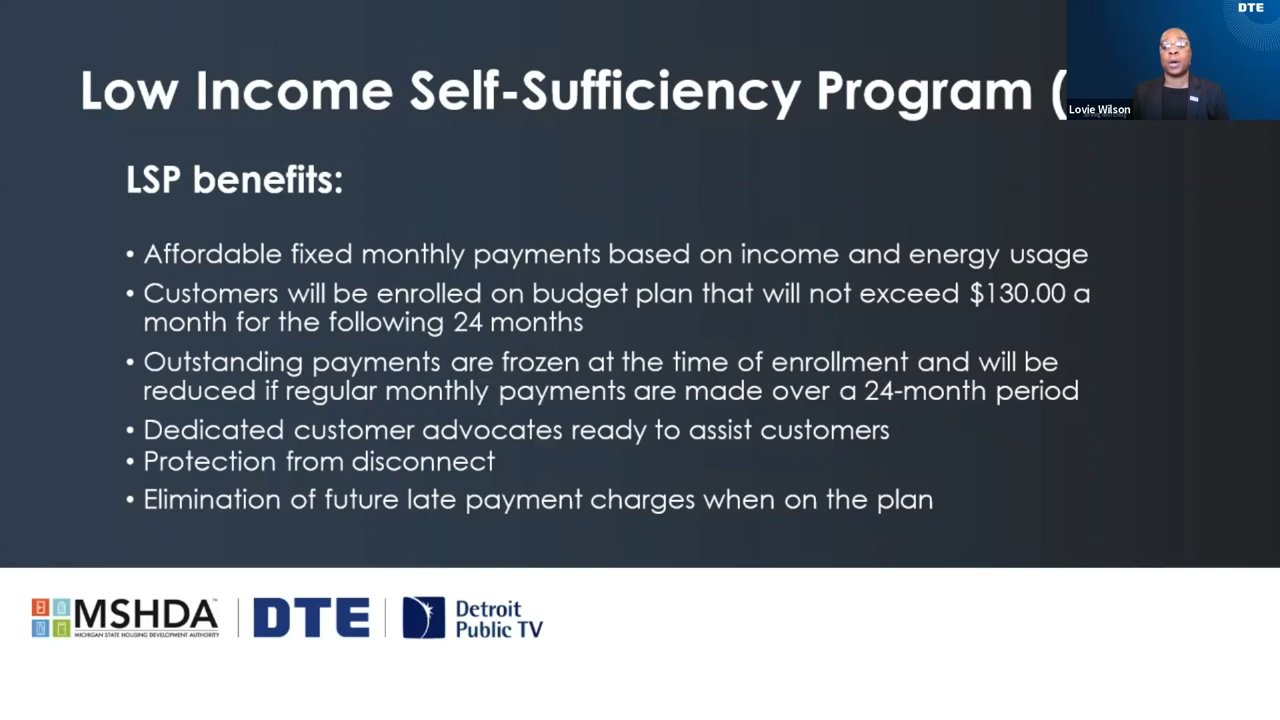 DTE
Low Income Self-Sufficiency Program (
Lovie Wilson
LSP benefits:
• Affordable fixed monthly payments based on income and energy usage
• Customers will be enrolled on budget plan that will not exceed $130.00 a
month for the following 24 months
• Outstanding payments are frozen at the time of enrollment and will be
reduced if regular monthly payments are made over a 24-month period
• Dedicated customer advocates ready to assist customers
• Protection from disconnect
• Elimination of future late payment charges when on the plan
MSHDA™
MICHIGAN STATE HOUSING DEVELOPMENT AUTHORITY
DTE
Detroit
Public TV